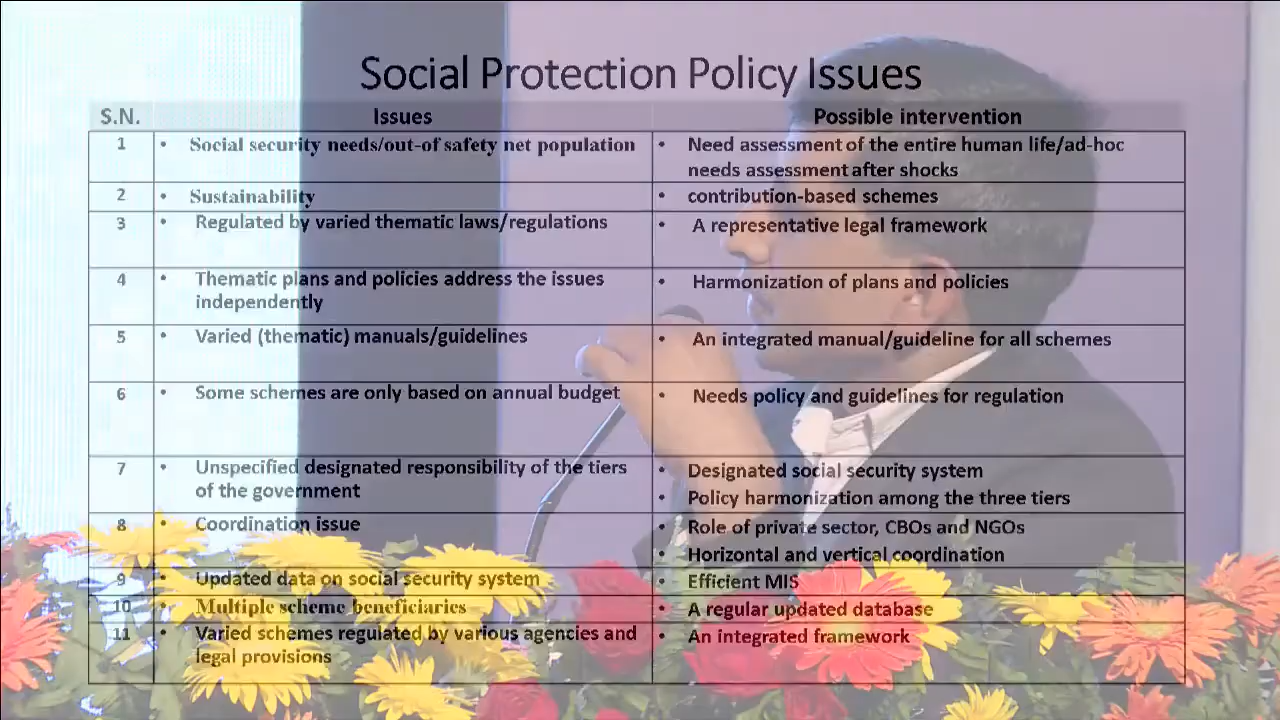 Social Protection Policy Issues
S.N. Issues Possible intervention
1 • Social security needs/out-of safety net population • Need assessment of the entire human life/ad-hoc
needs assessment after shocks
2 • Sustainability • contribution-based schemes
3 • Regulated by varied thematic laws/regulations • A representative legal framework
4 • Thematic plans and policies address the issues
independently • Harmonization of plans and policies
5 • Varied (thematic) manuals/guidelines • An integrated manual/guideline for all schemes
6 • Some schemes are only based on annual budget • Needs policy and guidelines for regulation
7 • Unspecified designated responsibility of the tiers
of the government • Designated social security system
• Policy harmonization among the three tiers
8 • Coordination issue • Role of private sector, CBOs and NGOs
• Horizontal and vertical coordination
9 • Updated data on social security system • Efficient MIS
10 • Multiple scheme beneficiaries • A regular updated database
11 • Varied schemes regulated by various agencies and
legal provisions • An integrated framework